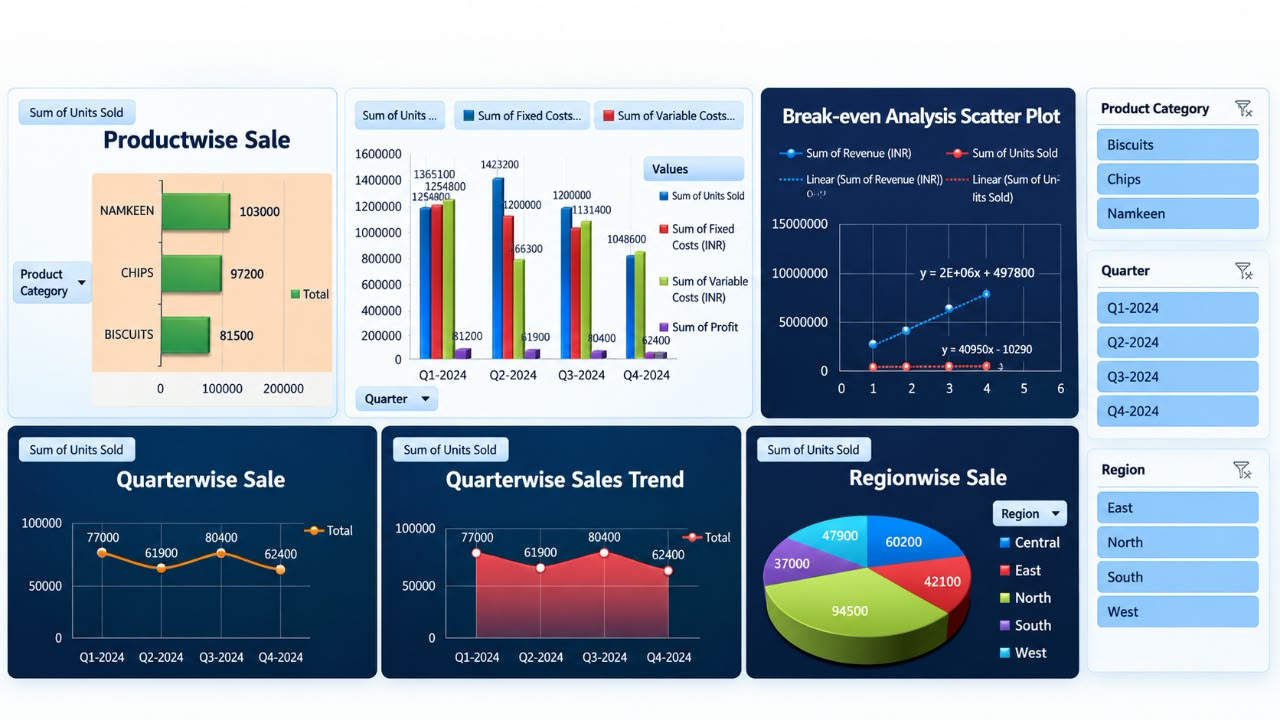 Sum of Units Sold
Productwise Sale
NAMKEEN
103000
CHIPS
97200
BISCUITS
81500
Total
Product
Category
0
100000
200000
Sum of Units ...
Sum of Fixed Costs...
Sum of Variable Costs...
1600000
1400000
1200000
1000000
800000
600000
400000
200000
0
1365100
1254800
1254800
81200
1423200
1200000
66300
61900
1200000
1131400
80400
1048600
62400
Q1-2024
Q2-2024
Q3-2024
Q4-2024
Values
Sum of Units Sold
Sum of Fixed
Costs (INR)
Sum of Variable
Costs (INR)
Sum of Profit
Quarter
Break-even Analysis Scatter Plot
Sum of Revenue (INR)
Sum of Units Sold
Linear (Sum of Revenue (INR))
Linear (Sum of Un-
lits Sold)
15000000
10000000
5000000
0
y = 2E+06x + 497800
y = 40950x - 10290
0
1
2
3
4
5
6
Product Category
Biscuits
Chips
Namkeen
Quarter
Q1-2024
Q2-2024
Q3-2024
Q4-2024
Region
East
North
South
West
Sum of Units Sold
Quarterwise Sale
100000
50000
0
77000
61900
80400
62400
Total
Q1-2024
Q2-2024
Q3-2024
Q4-2024
Sum of Units Sold
Quarterwise Sales Trend
100000
50000
0
77000
61900
80400
62400
Total
Q1-2024
Q2-2024
Q3-2024
Q4-2024
Sum of Units Sold
Regionwise Sale
47900
60200
37000
42100
94500
Region
Central
East
North
South
West